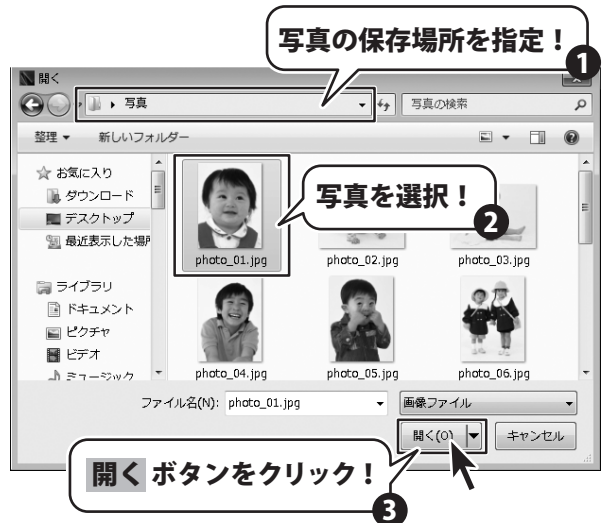 写真の保存場所を指定！
1
開く
写真
写真の検索
整理 新しいフォルダー
お気に入り
ダウンロード
デスクトップ
最近表示した場所
ライブラリ
ドキュメント
ピクチャ
ビデオ
ミュージック
写真を選択！
2
photo_01.jpg photo_02.jpg photo_03.jpg
photo_04.jpg photo_05.jpg photo_06.jpg
ファイル名(N): photo_01.jpg 画像ファイル
開く(O) キャンセル
開く ボタンをクリック！
3